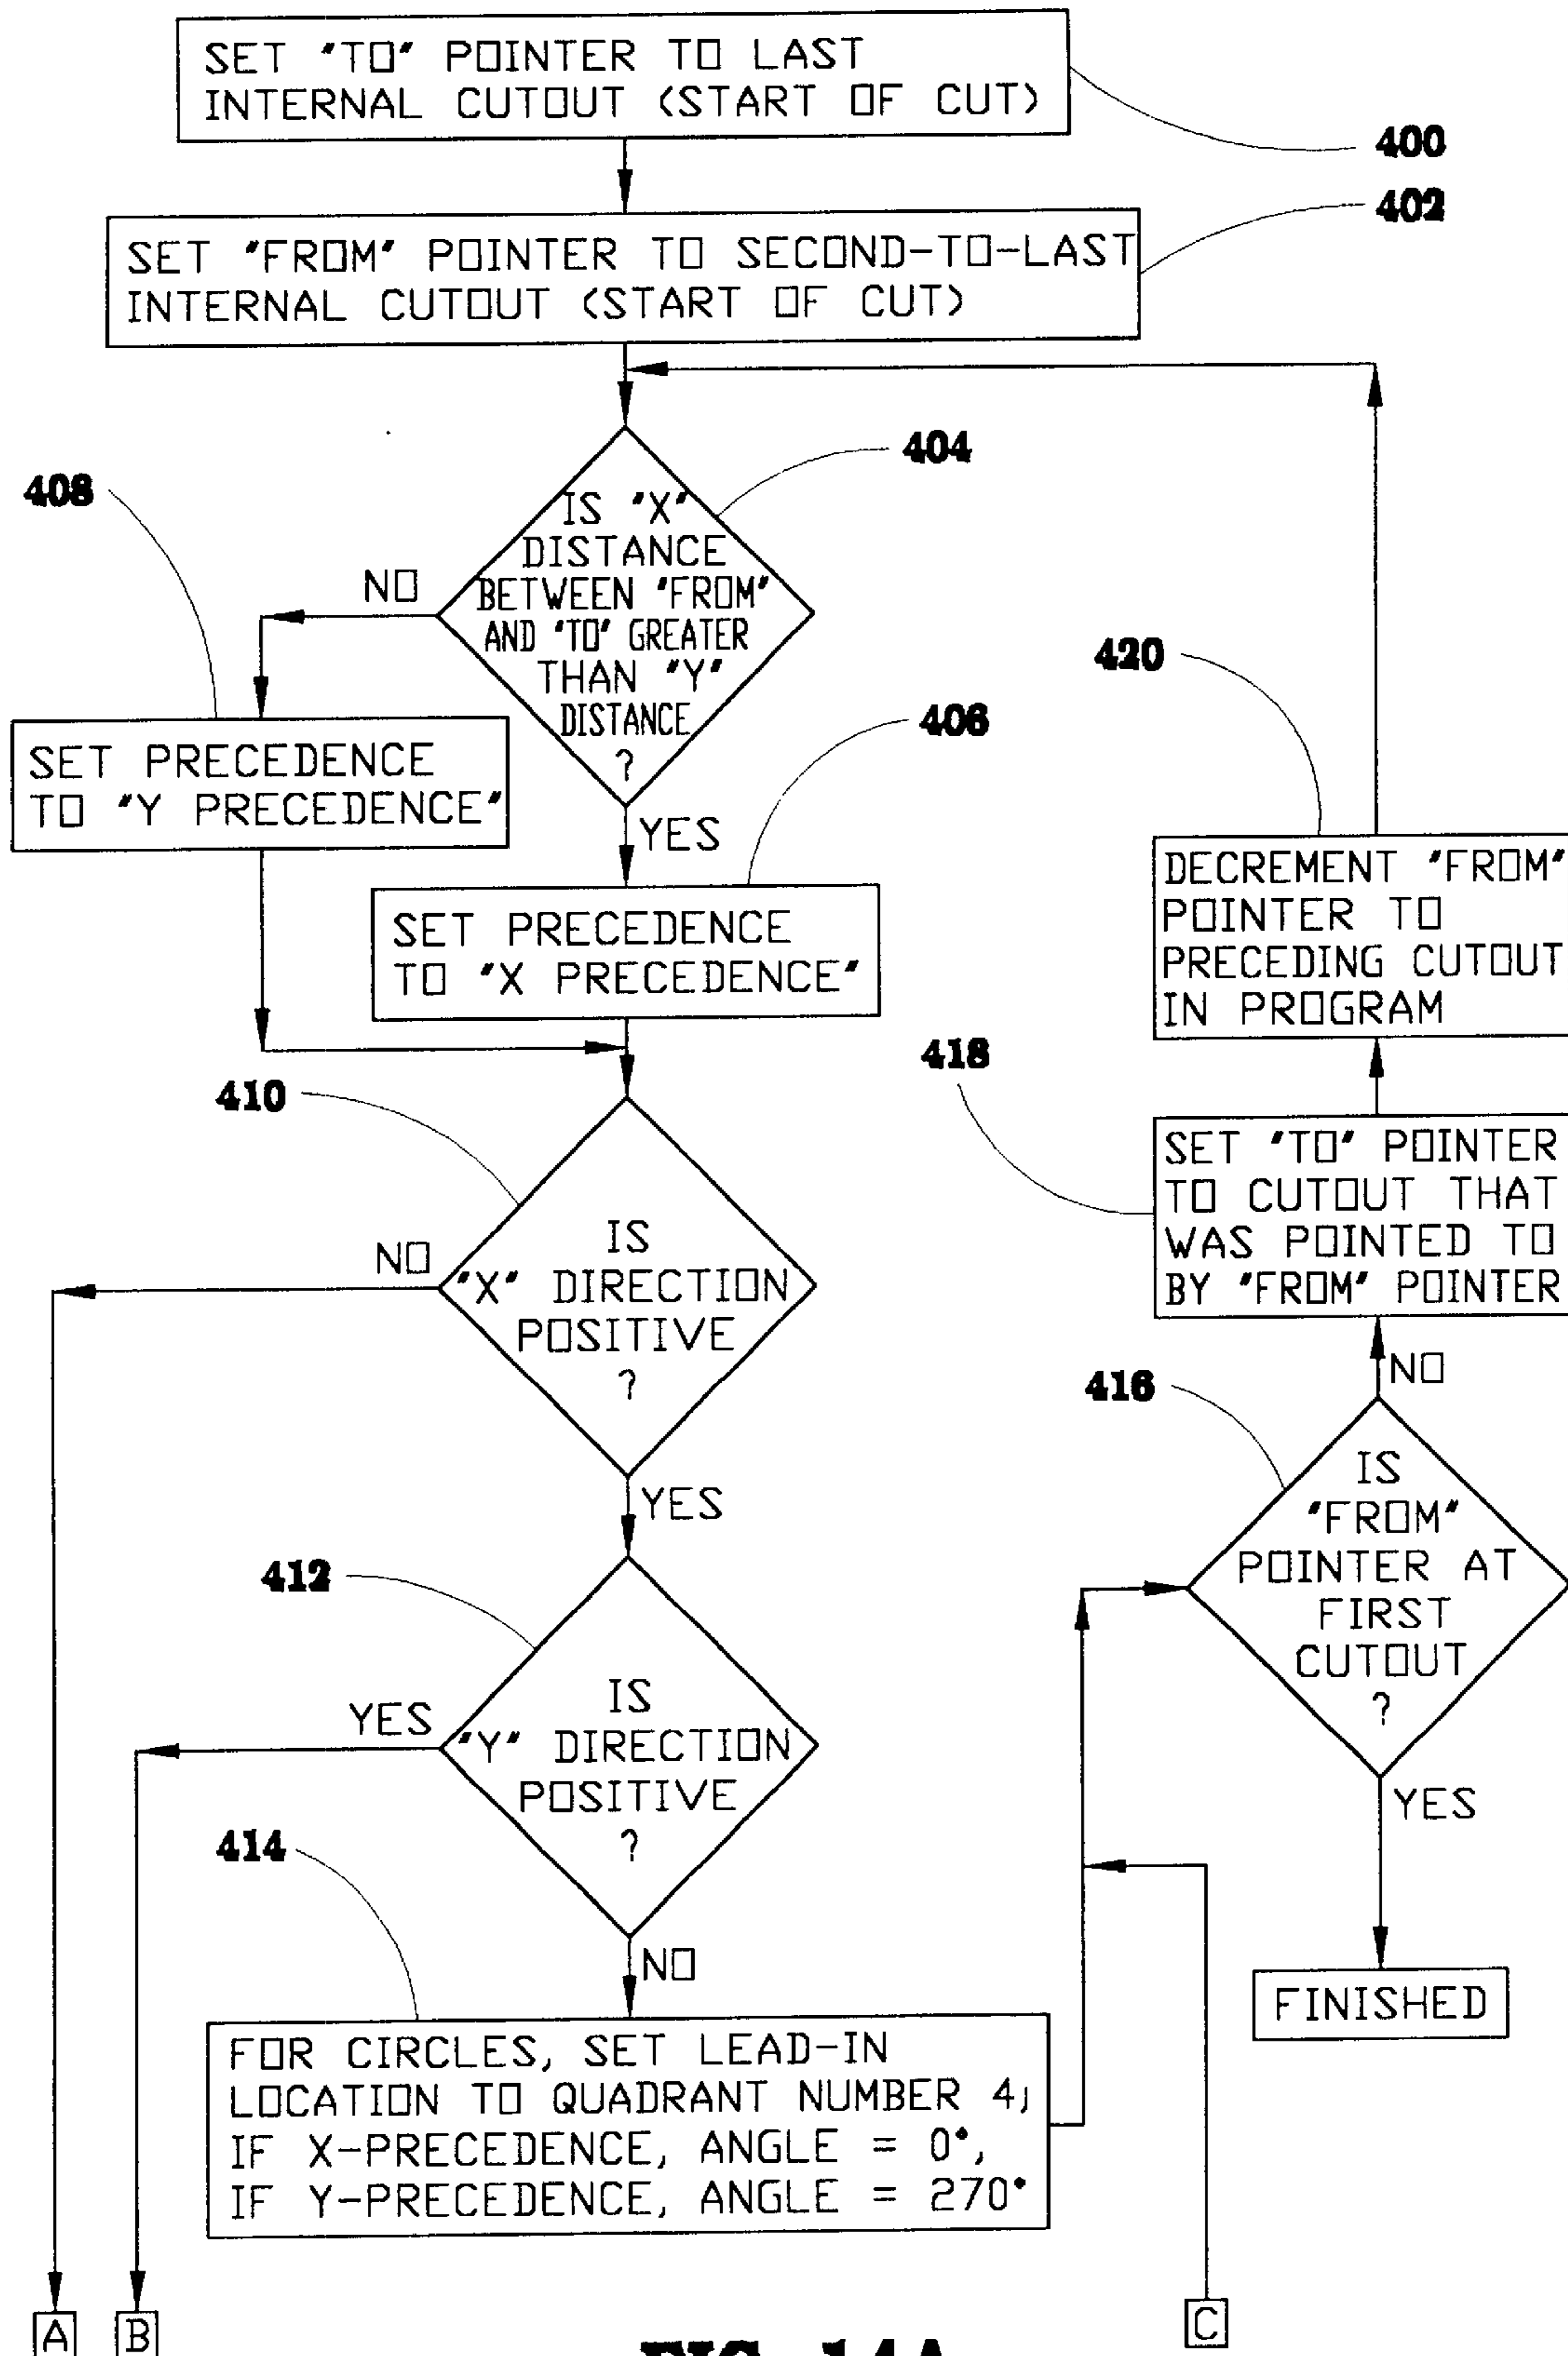 SET "TO" POINTER TO LAST
INTERNAL CUTOUT (START OF CUT)
400
402
SET "FROM" POINTER TO SECOND-TO-LAST
INTERNAL CUTOUT (START OF CUT)
404
408
IS "X"
DISTANCE
BETWEEN "FROM"
AND "TO" GREATER
THAN "Y"
DISTANCE
?
NO
420
406
SET PRECEDENCE
TO "Y PRECEDENCE"
YES
DECREMENT "FROM"
POINTER TO
PRECEDING CUTOUT
IN PROGRAM
SET PRECEDENCE
TO "X PRECEDENCE"
418
410
SET "TO" POINTER
TO CUTOUT THAT
WAS POINTED TO
BY "FROM" POINTER
IS
"X" DIRECTION
POSITIVE
?
NO
NO
416
YES
IS
"FROM"
POINTER AT
FIRST
CUTOUT
?
412
IS
"Y" DIRECTION
POSITIVE
?
YES
YES
414
NO
FINISHED
FOR CIRCLES, SET LEAD-IN
LOCATION TO QUADRANT NUMBER 4;
IF X-PRECEDENCE, ANGLE = 0°,
IF Y-PRECEDENCE, ANGLE = 270°
A
B
C
FIG. 14A